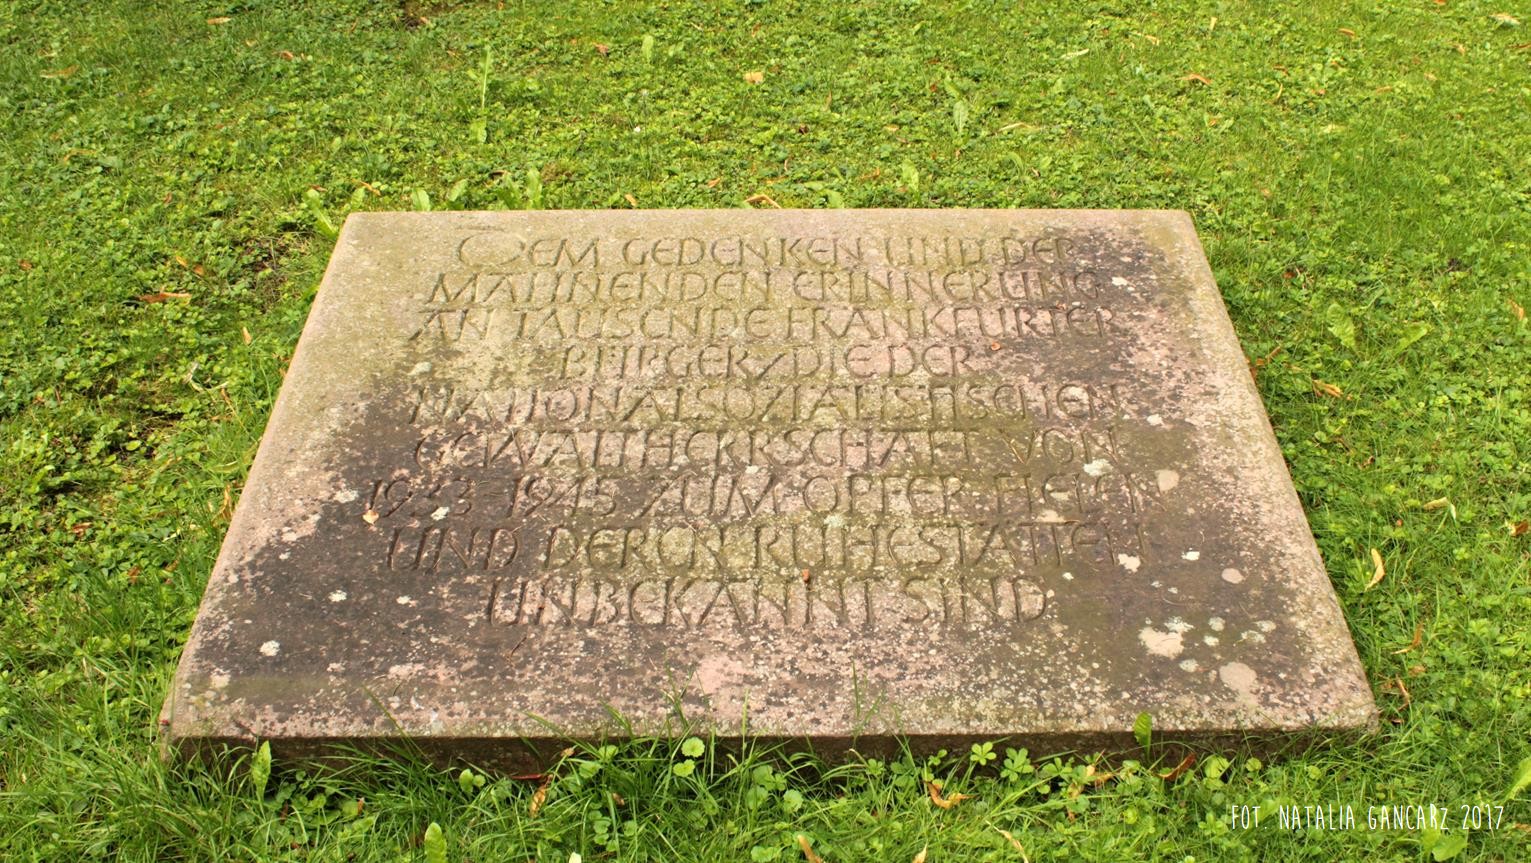 DEM GEDENKEN UND DER
MAHNENDEN ERINNERUNG
AN TAUSENDE FRANKFURTER
BÜRGER, DIE DER
NATIONALSOZIALISTISCHEN
GEWALTHERRSCHAFT VON
1933-1945 ZUM OPFER FIELEN
UND DEREN RUHESTÄTTEN
UNBEKANNT SIND
FOT. NATALIA GANCARZ 2017